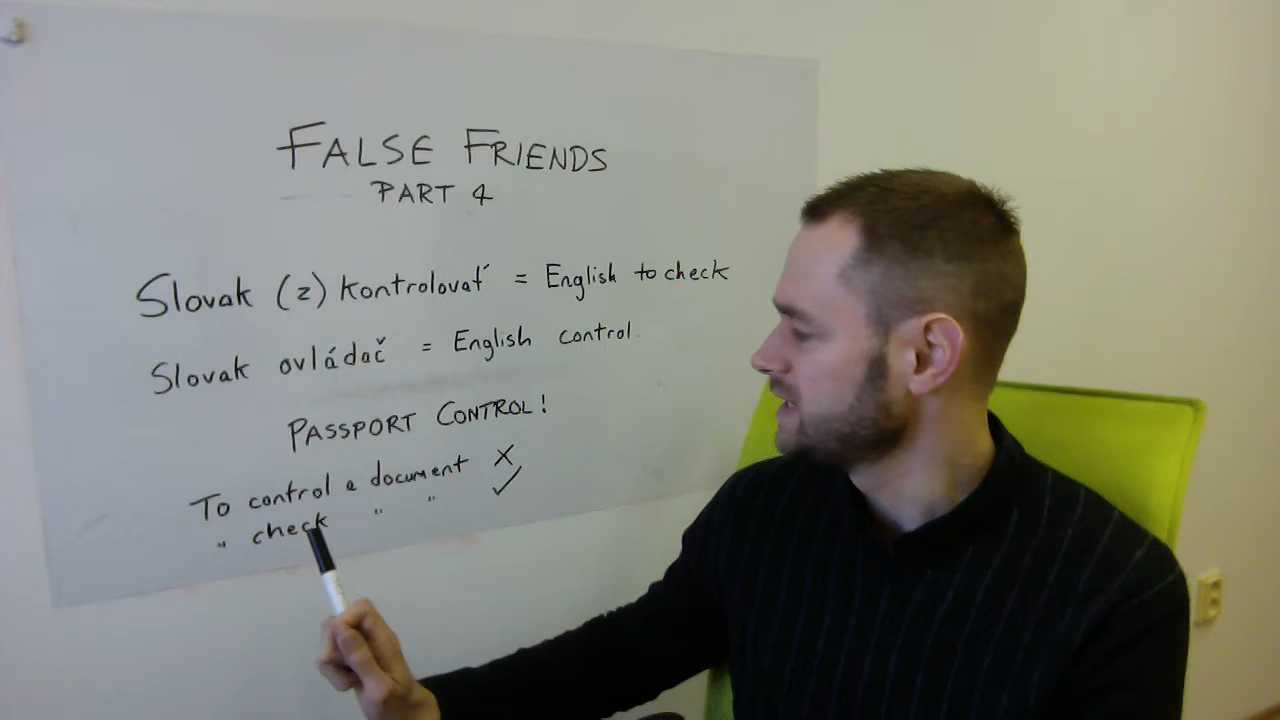 FALSE FRIENDS
PART 4
Slovak (z) kontrolovať = English to check
Slovak ovládač = English control
PASSPORT CONTROL!
To control a document X
" check " " ✓